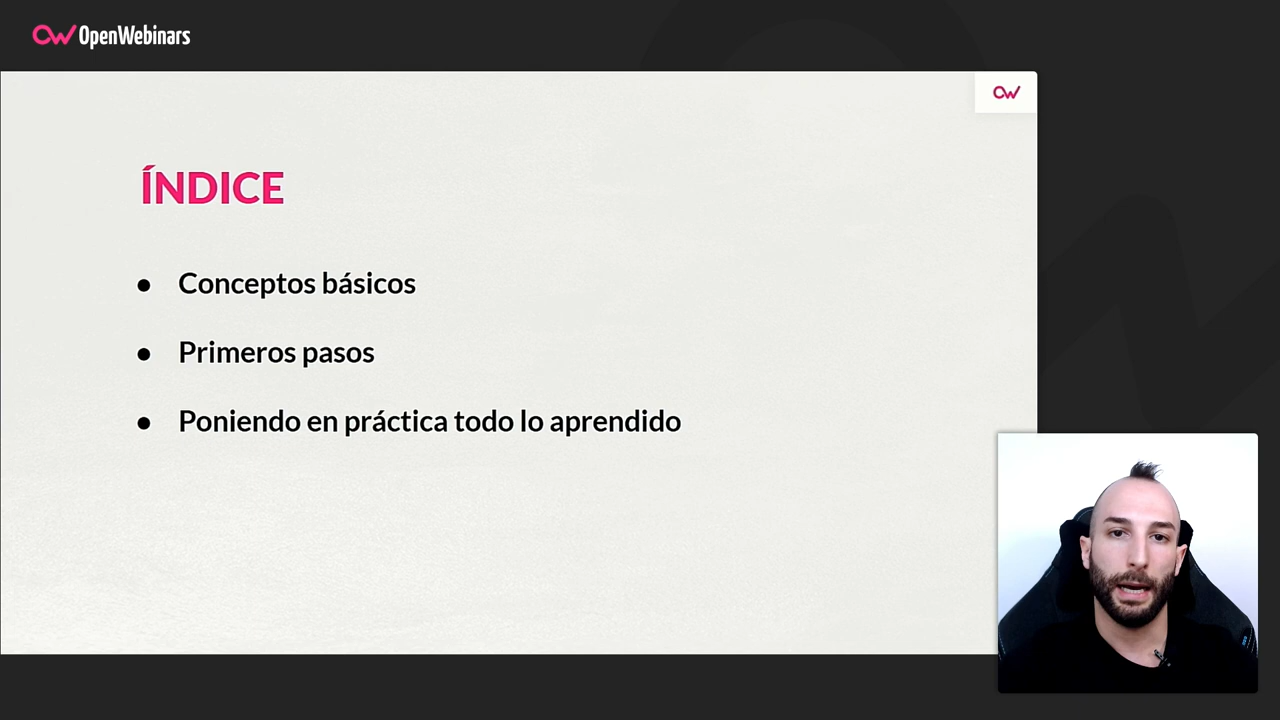 OpenWebinars
ÍNDICE
● Conceptos básicos
● Primeros pasos
● Poniendo en práctica todo lo aprendido